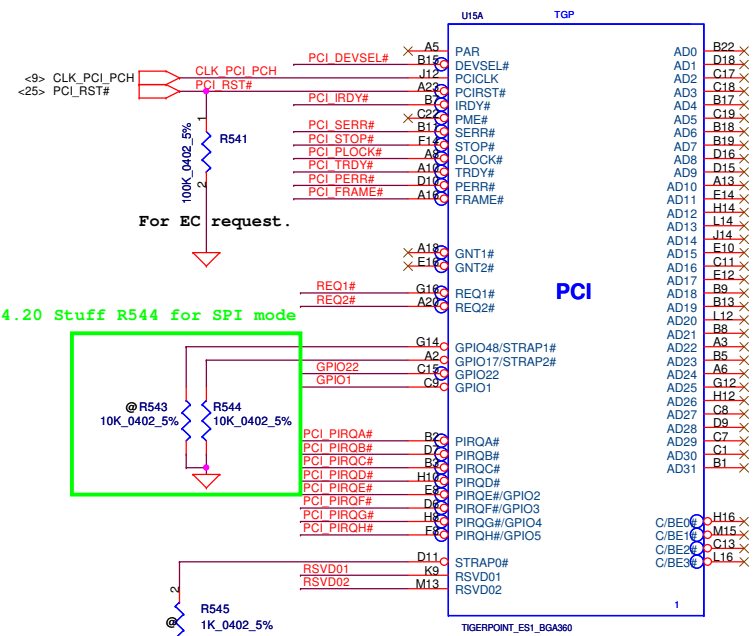 U15A
TGP
<9> CLK_PCI_PCH
<25> PCI_RST#
CLK_PCI_PCH
PCI_RST#
PCI_DEVSEL#
PCI_IRDY#
PCI_SERR#
PCI_STOP#
PCI_PLOCK#
PCI_TRDY#
PCI_PERR#
PCI_FRAME#
1
2
R541
100K_0402_5%
For EC request.
REQ1#
REQ2#
4.20 Stuff R544 for SPI mode
GPIO22
GPIO1
@R543
10K_0402_5%
R544
10K_0402_5%
PCI_PIRQA#
PCI_PIRQB#
PCI_PIRQC#
PCI_PIRQD#
PCI_PIRQE#
PCI_PIRQF#
PCI_PIRQG#
PCI_PIRQH#
RSVD01
RSVD02
2
R545
@
1K_0402_5%
A5 PAR
B15 DEVSEL#
J12 PCICLK
A23 PCIRST#
B7 IRDY#
C22 PME#
B11 SERR#
F14 STOP#
A8 PLOCK#
A10 TRDY#
D10 PERR#
A16 FRAME#
A18 GNT1#
E16 GNT2#
G16 REQ1#
A20 REQ2#
G14 GPIO48/STRAP1#
A2 GPIO17/STRAP2#
C15 GPIO22
C9 GPIO1
B2 PIRQA#
D7 PIRQB#
B3 PIRQC#
H10 PIRQD#
E8 PIRQE#/GPIO2
D6 PIRQF#/GPIO3
H8 PIRQG#/GPIO4
F8 PIRQH#/GPIO5
D11 STRAP0#
K9 RSVD01
M13 RSVD02
PCI
AD0 B22
AD1 D18
AD2 C17
AD3 C18
AD4 B17
AD5 C19
AD6 B18
AD7 B19
AD8 D16
AD9 D15
AD10 A13
AD11 E14
AD12 H14
AD13 L14
AD14 J14
AD15 E10
AD16 C11
AD17 E12
AD18 B9
AD19 B13
AD20 L12
AD21 B8
AD22 A3
AD23 B5
AD24 A6
AD25 G12
AD26 H12
AD27 C8
AD28 D9
AD29 C7
AD30 C1
AD31 B1
C/BE0# H16
C/BE1# M15
C/BE2# C13
C/BE3# L16
1
TIGERPOINT_ES1_BGA360